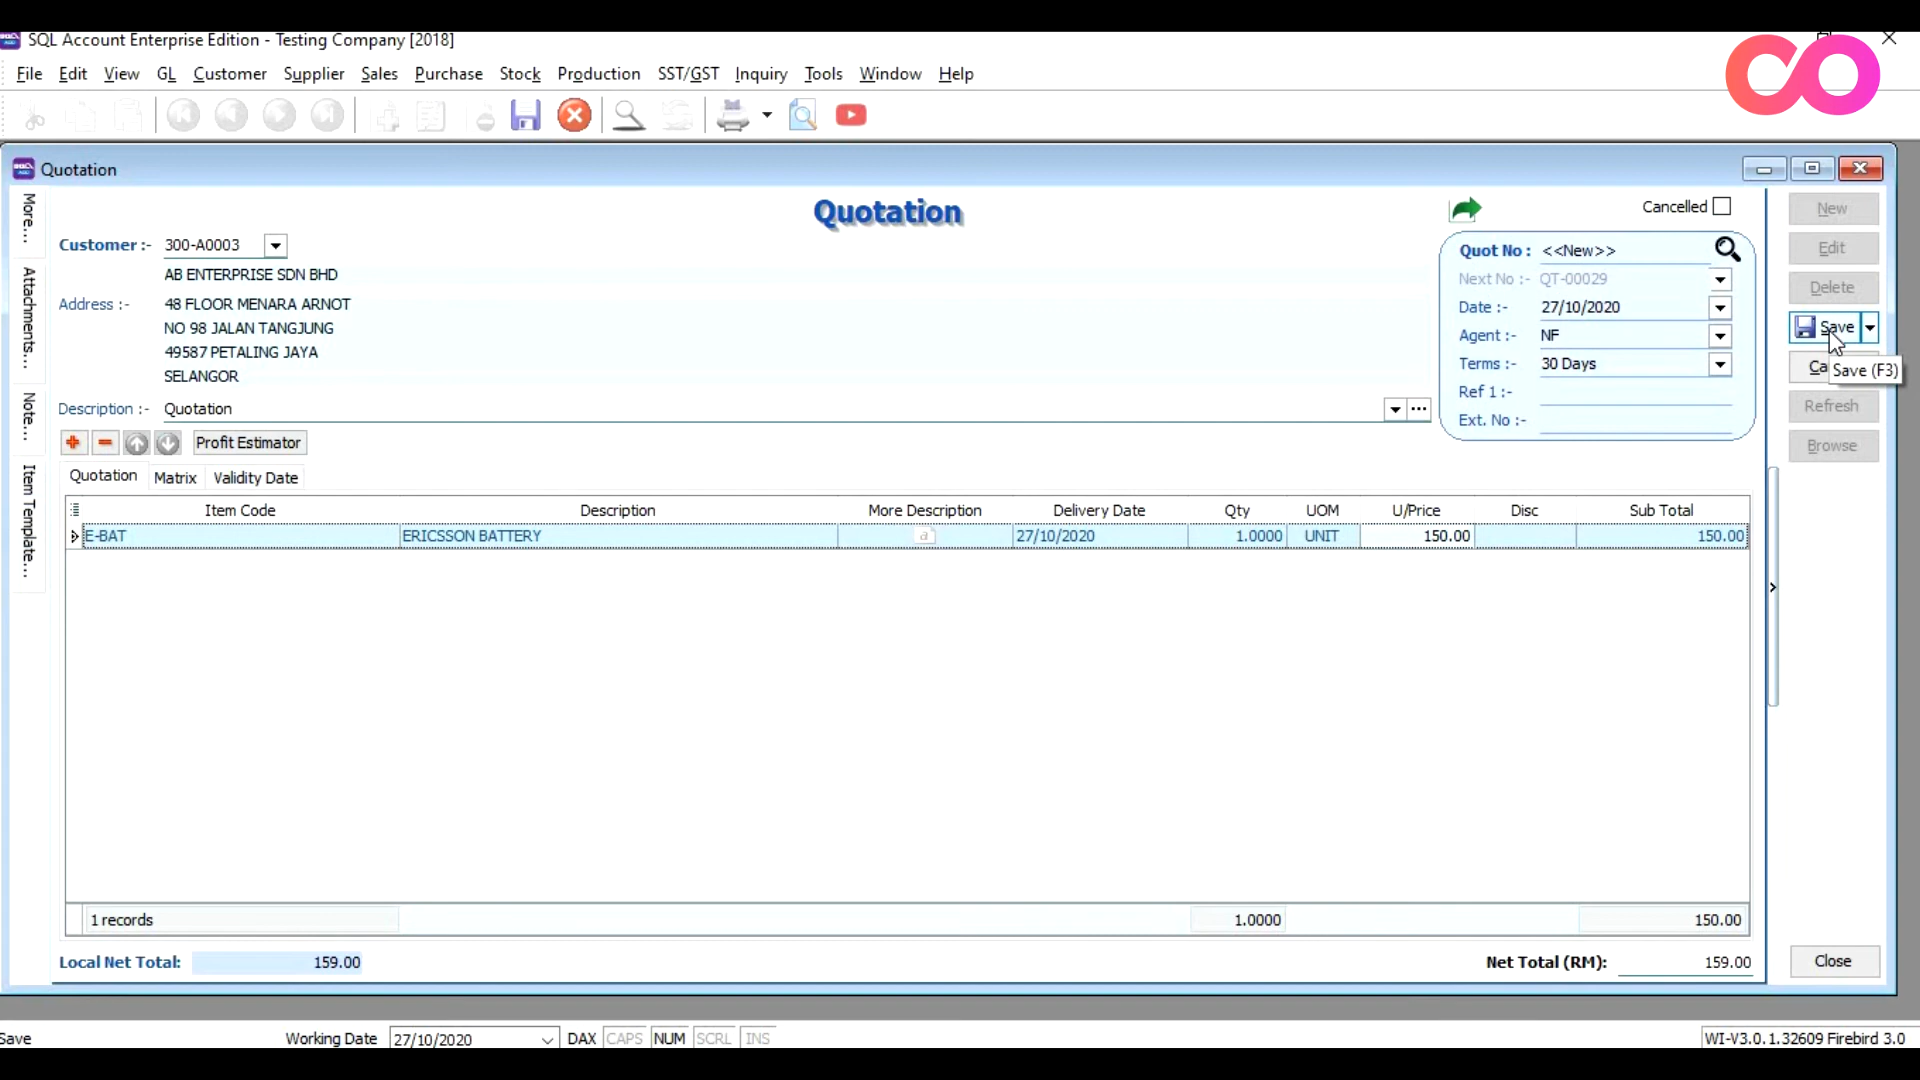 SQL Account Enterprise Edition - Testing Company [2018]
File Edit View GL Customer Supplier Sales Purchase Stock Production SST/GST Inquiry Tools Window Help
Quotation
More...
Attachments...
Note...
Item Template...
Quotation
Cancelled
Customer :- 300-A0003
AB ENTERPRISE SDN BHD
Address :- 48 FLOOR MENARA ARNOT
NO 98 JALAN TANGJUNG
49587 PETALING JAYA
SELANGOR
Description :- Quotation
Quot No : <<New>>
Next No :- QT-00029
Date :- 27/10/2020
Agent :- NF
Terms :- 30 Days
Ref 1 :-
Ext. No :-
New
Edit
Delete
Save
Ca
Save (F3)
Refresh
Browse
Profit Estimator
Quotation Matrix Validity Date
Item Code Description More Description Delivery Date Qty UOM U/Price Disc Sub Total
E-BAT ERICSSON BATTERY a 27/10/2020 1.0000 UNIT 150.00 150.00
1 records 1.0000 150.00
Local Net Total: 159.00 Net Total (RM): 159.00
Close
Save Working Date 27/10/2020 DAX CAPS NUM SCRL INS WI-V3.0.1.32609 Firebird 3.0